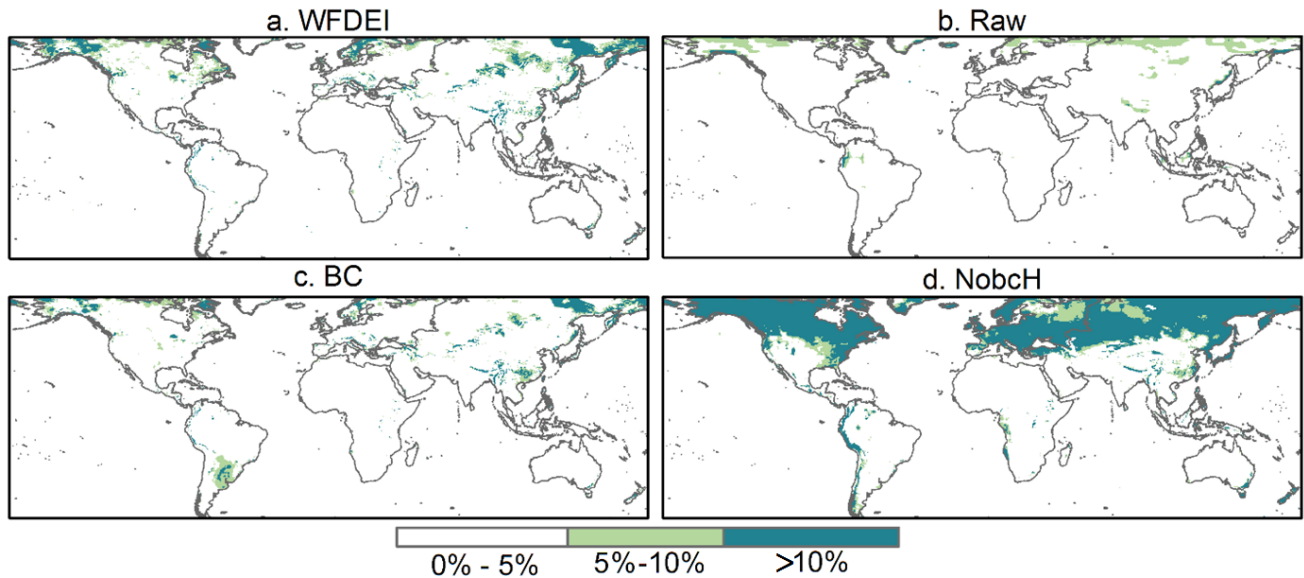 a. WFDEI
b. Raw
c. BC
d. NobcH
0% - 5%
5%-10%
>10%